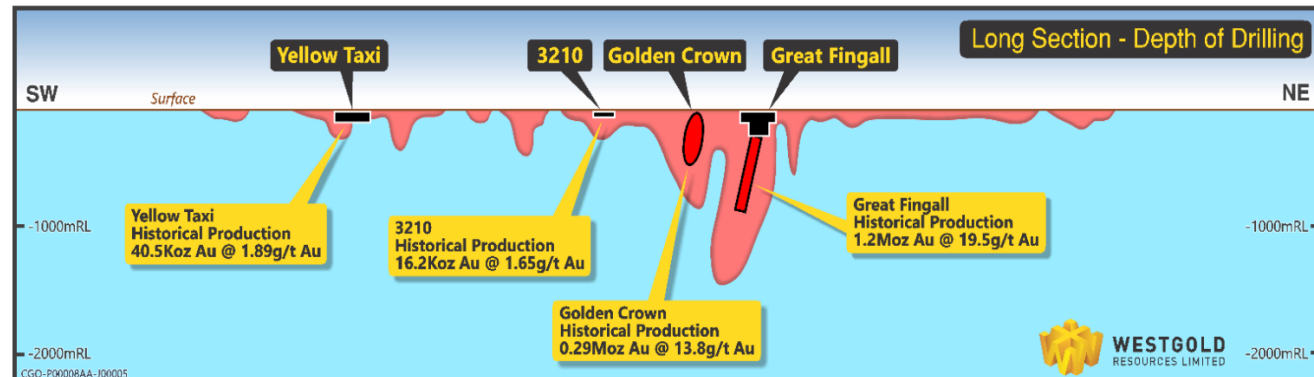 Long Section - Depth of Drilling
Yellow Taxi
3210
Golden Crown
Great Fingall
SW
Surface
NE
Yellow Taxi
Historical Production
40.5Koz Au @ 1.89g/t Au
3210
Historical Production
16.2Koz Au @ 1.65g/t Au
Golden Crown
Historical Production
0.29Moz Au @ 13.8g/t Au
Great Fingall
Historical Production
1.2Moz Au @ 19.5g/t Au
-1000mRL
-1000mRL
-2000mRL
-2000mRL
WESTGOLD
RESOURCES LIMITED
CGO-P00008AA-J00005